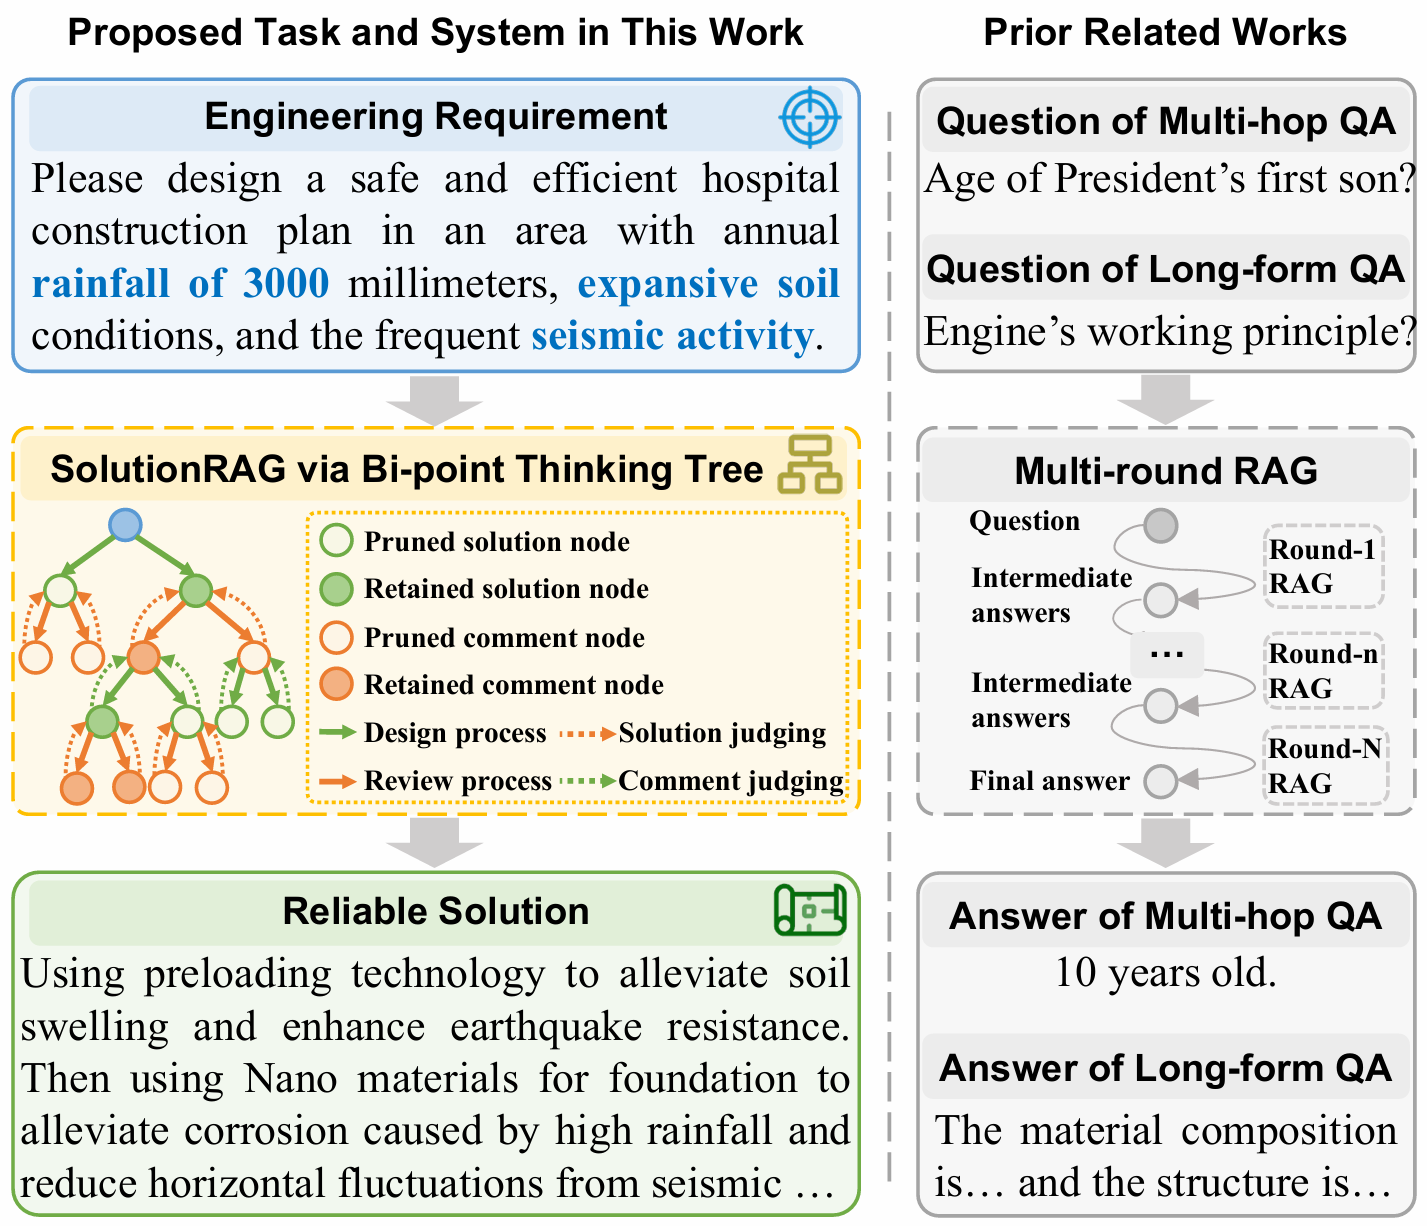 Proposed Task and System in This Work
Engineering Requirement
Please design a safe and efficient hospital
construction plan in an area with annual
rainfall of 3000 millimeters, expansive soil
conditions, and the frequent seismic activity.
SolutionRAG via Bi-point Thinking Tree
Pruned solution node
Retained solution node
Pruned comment node
Retained comment node
Design process
Solution judging
Review process
Comment judging
Reliable Solution
Using preloading technology to alleviate soil
swelling and enhance earthquake resistance.
Then using Nano materials for foundation to
alleviate corrosion caused by high rainfall and
reduce horizontal fluctuations from seismic …
Prior Related Works
Question of Multi-hop QA
Age of President’s first son?
Question of Long-form QA
Engine’s working principle?
Multi-round RAG
Question
Round-1
RAG
Intermediate
answers
…
Round-n
RAG
Intermediate
answers
Round-N
RAG
Final answer
Answer of Multi-hop QA
10 years old.
Answer of Long-form QA
The material composition
is… and the structure is…